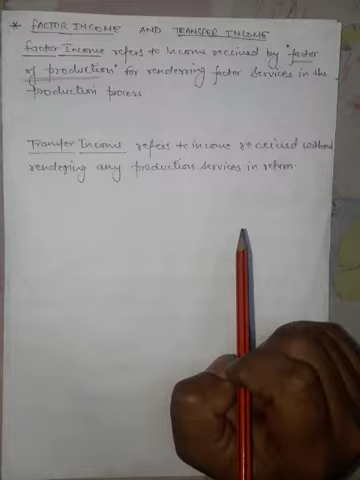 * FACTOR INCOME AND TRANSFER INCOME
Factor Income refers to Income received by "factor
of production" for renderring factor services in the
production process
Transfer Income refers to income received without
rendering any production services in return.